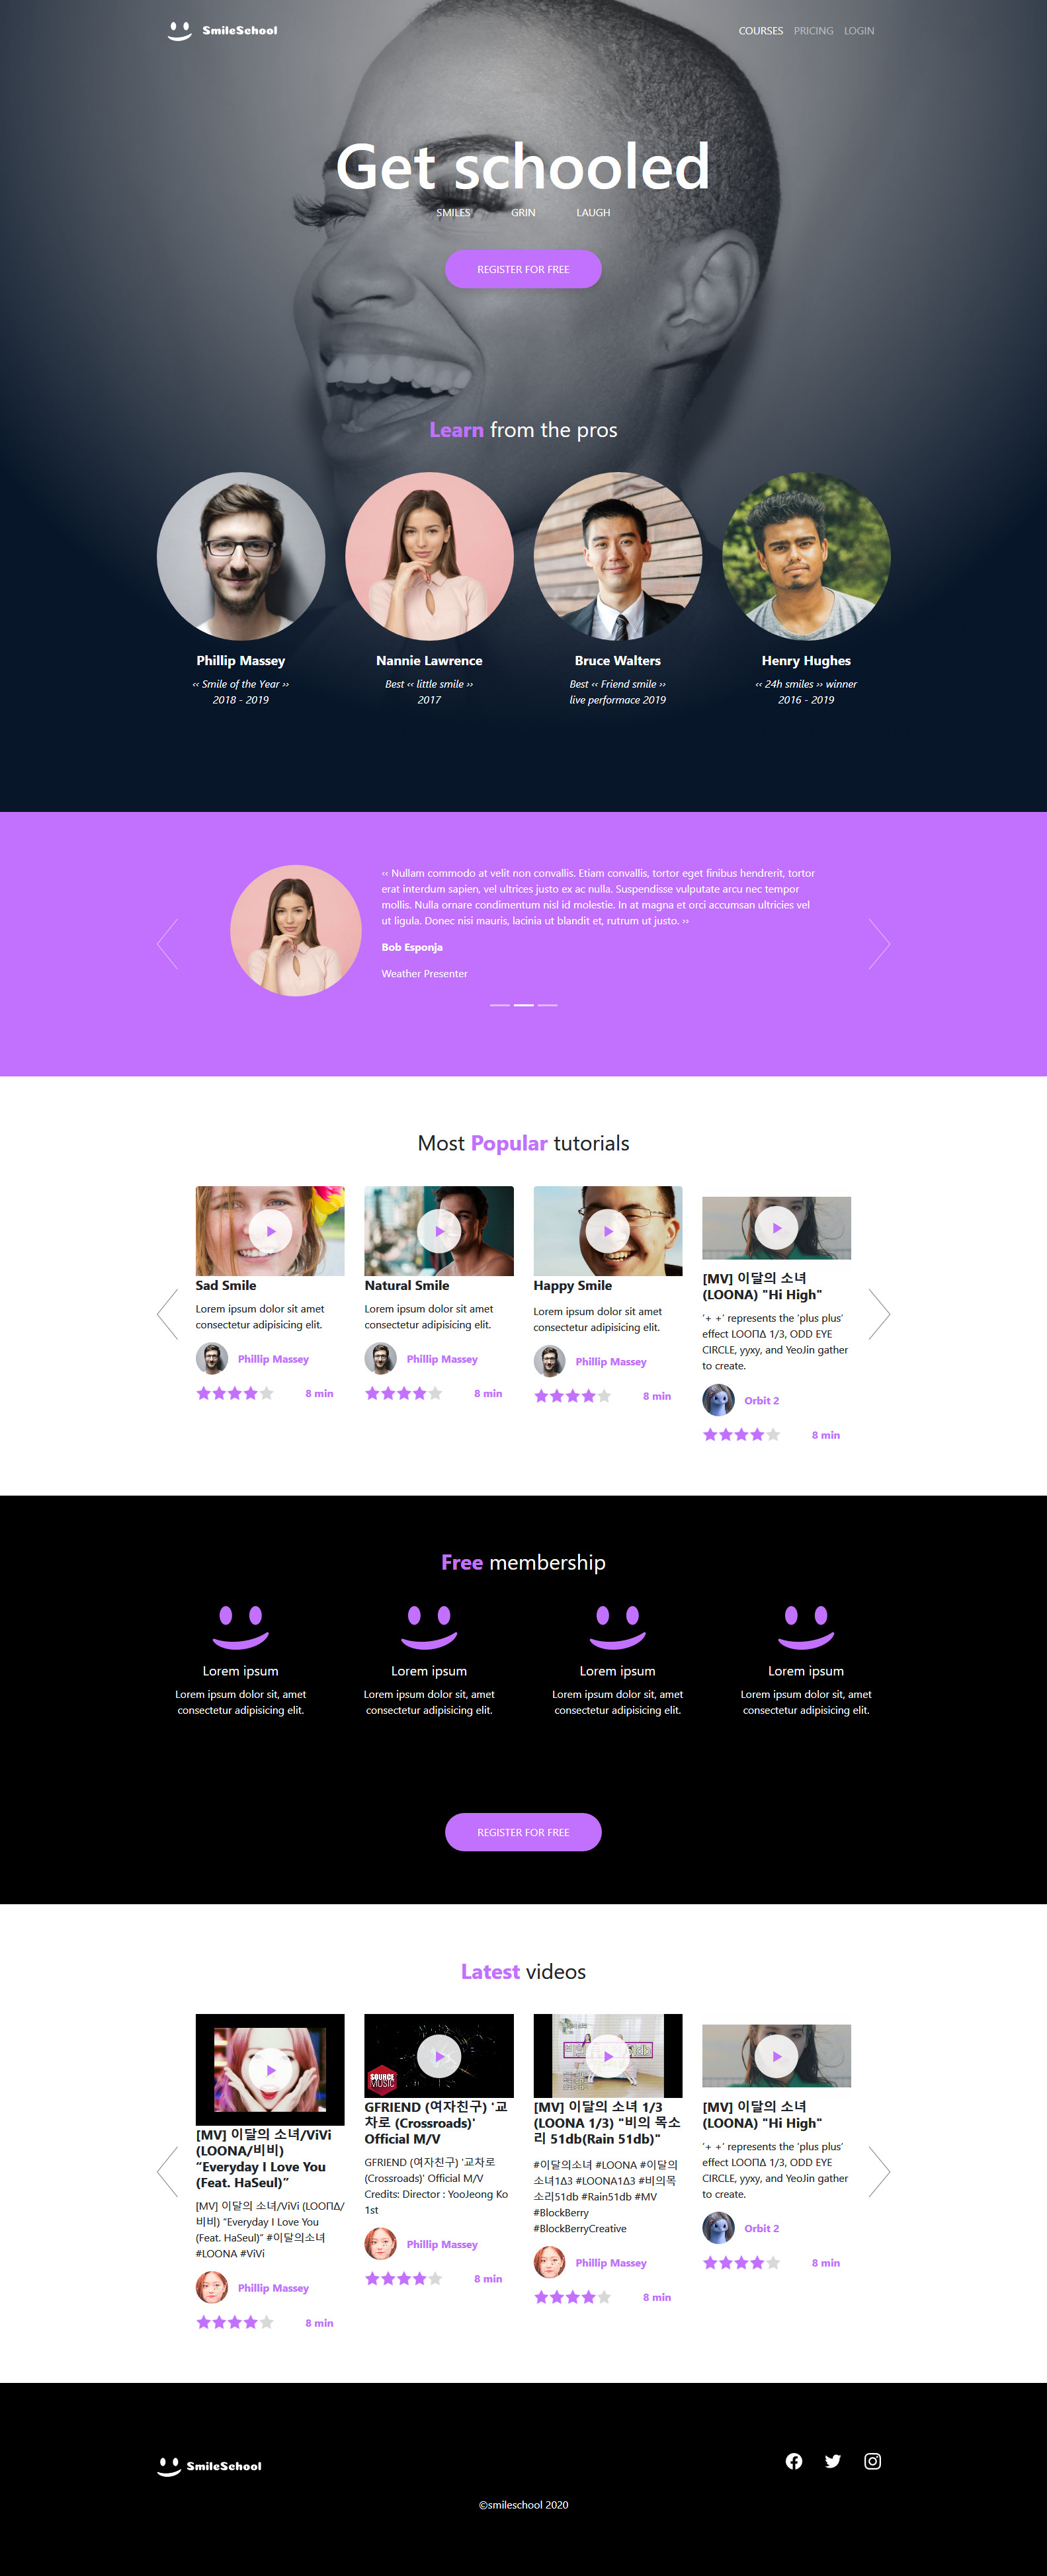 SmileSchool
COURSES PRICING LOGIN
Get schooled
SMILES GRIN LAUGH
REGISTER FOR FREE
Learn from the pros
Phillip Massey
‹‹ Smile of the Year ››
2018 - 2019
Nannie Lawrence
Best ‹‹ little smile ››
2017
Bruce Walters
Best ‹‹ Friend smile ››
live performace 2019
Henry Hughes
‹‹ 24h smiles ›› winner
2016 - 2019
‹‹ Nullam commodo at velit non convallis. Etiam convallis, tortor eget finibus hendrerit, tortor
erat interdum sapien, vel ultrices justo ex ac nulla. Suspendisse vulputate arcu nec tempor
mollis. Nulla ornare condimentum nisl id molestie. In at magna et orci accumsan ultricies vel
ut ligula. Donec nisi mauris, lacinia ut blandit et, rutrum ut justo. ››
Bob Esponja
Weather Presenter
Most Popular tutorials
Sad Smile
Lorem ipsum dolor sit amet
consectetur adipisicing elit.
Phillip Massey
8 min
Natural Smile
Lorem ipsum dolor sit amet
consectetur adipisicing elit.
Phillip Massey
8 min
Happy Smile
Lorem ipsum dolor sit amet
consectetur adipisicing elit.
Phillip Massey
8 min
[MV] 이달의 소녀
(LOONA) "Hi High"
'+ +' represents the 'plus plus'
effect LOOΠΔ 1/3, ODD EYE
CIRCLE, yyxy, and YeoJin gather
to create.
Orbit 2
8 min
Free membership
Lorem ipsum
Lorem ipsum dolor sit, amet
consectetur adipisicing elit.
Lorem ipsum
Lorem ipsum dolor sit, amet
consectetur adipisicing elit.
Lorem ipsum
Lorem ipsum dolor sit, amet
consectetur adipisicing elit.
Lorem ipsum
Lorem ipsum dolor sit, amet
consectetur adipisicing elit.
REGISTER FOR FREE
Latest videos
[MV] 이달의 소녀/ViVi
(LOONA/비비)
“Everyday I Love You
(Feat. HaSeul)”
[MV] 이달의 소녀/ViVi (LOOΠΔ/
비비) “Everyday I Love You
(Feat. HaSeul)” #이달의소녀
#LOONA #ViVi
Phillip Massey
8 min
SOURCE
MUSIC
GFRIEND (여자친구) '교
차로 (Crossroads)'
Official M/V
GFRIEND (여자친구) '교차로
(Crossroads)' Official M/V
Credits: Director : YooJeong Ko
1st
Phillip Massey
8 min
[MV] 이달의 소녀 1/3
(LOONA 1/3) "비의 목소
리 51db(Rain 51db)"
#이달의소녀 #LOONA #이달의
소녀1Δ3 #LOONA1Δ3 #비의목
소리51db #Rain51db #MV
#BlockBerry
#BlockBerryCreative
Phillip Massey
8 min
[MV] 이달의 소녀
(LOONA) "Hi High"
'+ +' represents the 'plus plus'
effect LOOΠΔ 1/3, ODD EYE
CIRCLE, yyxy, and YeoJin gather
to create.
Orbit 2
8 min
SmileSchool
©smileschool 2020